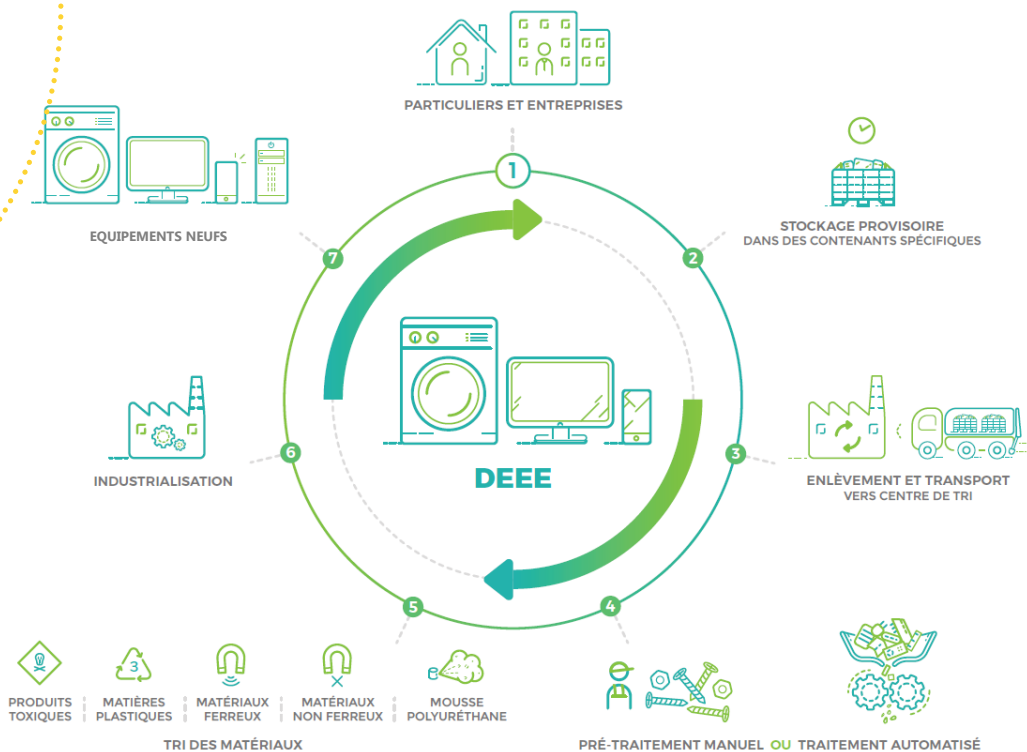 PARTICULIERS ET ENTREPRISES
1
STOCKAGE PROVISOIRE
DANS DES CONTENANTS SPÉCIFIQUES
2
ENLÈVEMENT ET TRANSPORT
VERS CENTRE DE TRI
3
PRÉ-TRAITEMENT MANUEL OU TRAITEMENT AUTOMATISÉ
4
5
3
PRODUITS
TOXIQUES
MATIÈRES
PLASTIQUES
MATÉRIAUX
FERREUX
MATÉRIAUX
NON FERREUX
MOUSSE
POLYURÉTHANE
TRI DES MATÉRIAUX
6
INDUSTRIALISATION
7
EQUIPEMENTS NEUFS
DEEE